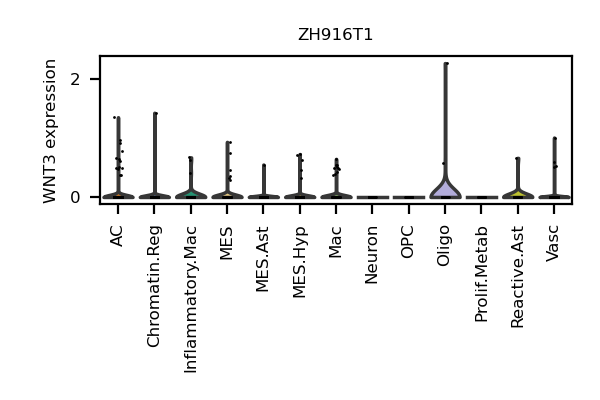 ZH916T1
WNT3 expression
2
0
AC
Chromatin.Reg
Inflammatory.Mac
MES
MES.Ast
MES.Hyp
Mac
Neuron
OPC
Oligo
Prolif.Metab
Reactive.Ast
Vasc